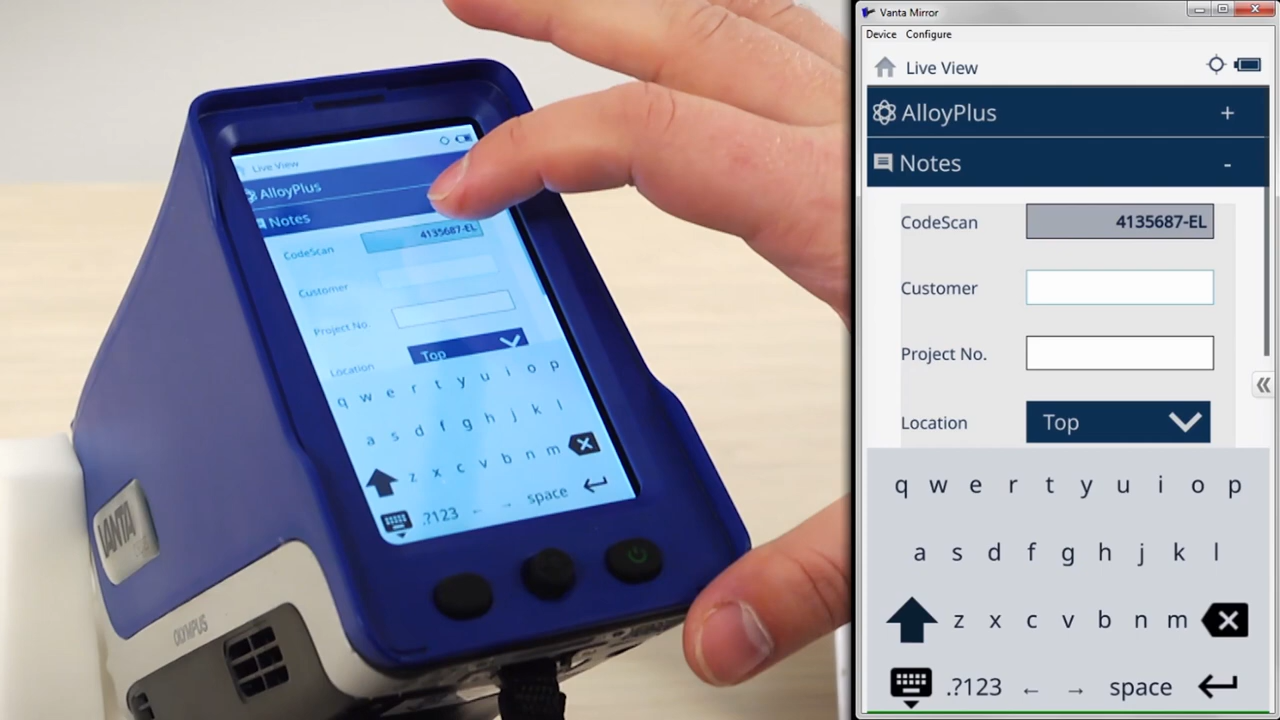 Live View
AlloyPlus
Notes
CodeScan 4135687-EL
Customer
Project No.
Location Top
q w e r t y u i o p
a s d f g h j k l
z x c v b n m
.?123 ← → space
VANTA
OLYMPUS
Vanta Mirror
Device Configure
Live View
AlloyPlus +
Notes -
CodeScan 4135687-EL
Customer
Project No.
Location Top
q w e r t y u i o p
a s d f g h j k l
z x c v b n m
.?123 ← → space